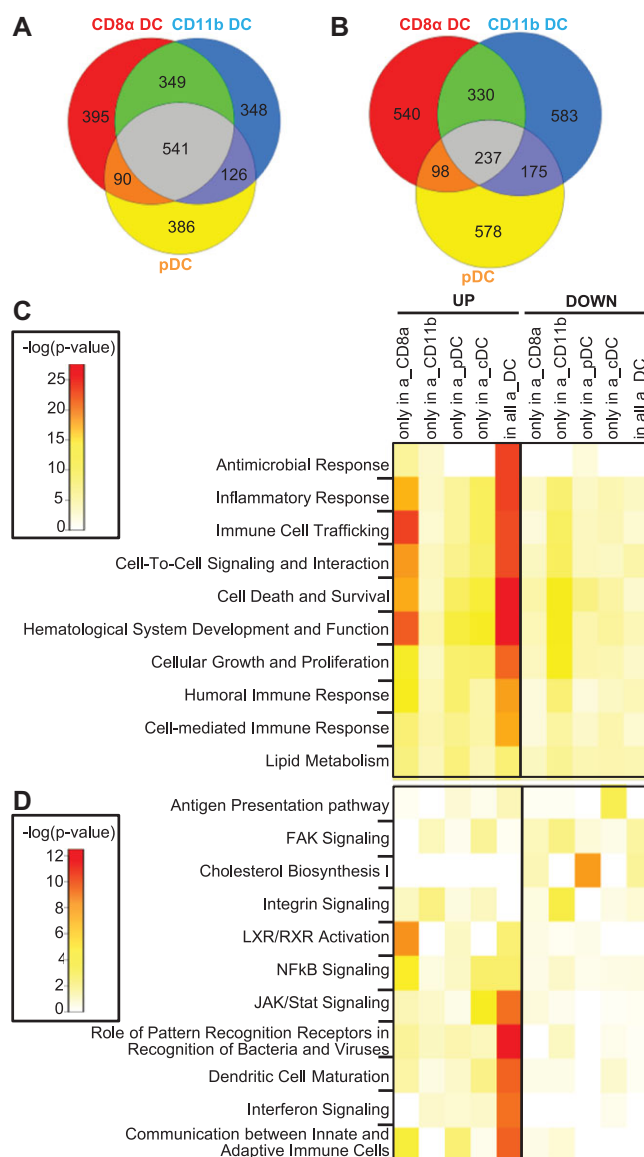 A
B
CD8α DC CD11b DC
CD8α DC CD11b DC
395
349
348
541
90
126
386
pDC
540
330
583
237
98
175
578
pDC
C
UP
DOWN
-log(p-value)
25
20
15
10
5
0
only in a_CD8a
only in a_CD11b
only in a_pDC
only in a_cDC
in all a_DC
only in a_CD8a
only in a_CD11b
only in a_pDC
only in a_cDC
in all a_DC
Antimicrobial Response
Inflammatory Response
Immune Cell Trafficking
Cell-To-Cell Signaling and Interaction
Cell Death and Survival
Hematological System Development and Function
Cellular Growth and Proliferation
Humoral Immune Response
Cell-mediated Immune Response
Lipid Metabolism
D
-log(p-value)
12
10
8
6
4
2
0
Antigen Presentation pathway
FAK Signaling
Cholesterol Biosynthesis I
Integrin Signaling
LXR/RXR Activation
NFkB Signaling
JAK/Stat Signaling
Role of Pattern Recognition Receptors in
Recognition of Bacteria and Viruses
Dendritic Cell Maturation
Interferon Signaling
Communication between Innate and
Adaptive Immune Cells